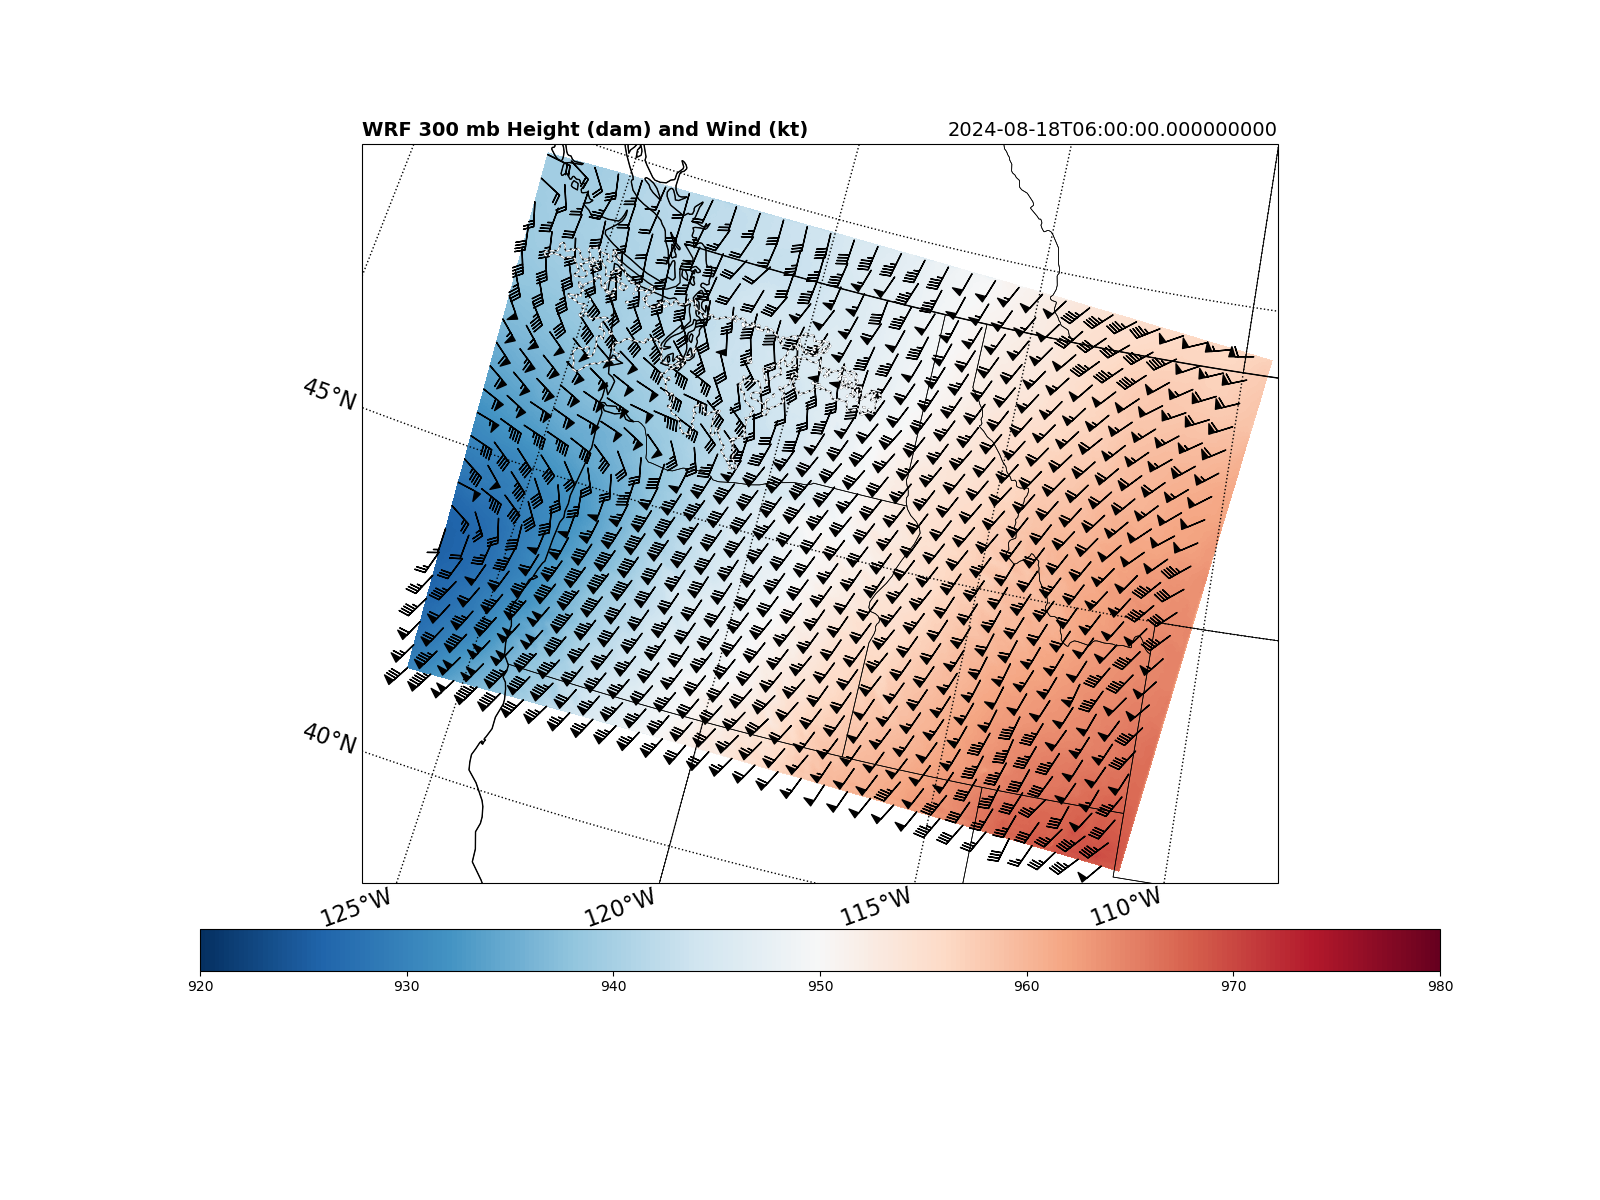 WRF 300 mb Height (dam) and Wind (kt)
2024-08-18T06:00:00.000000000
45°N
40°N
125°W
120°W
115°W
110°W
920
930
940
950
960
970
980